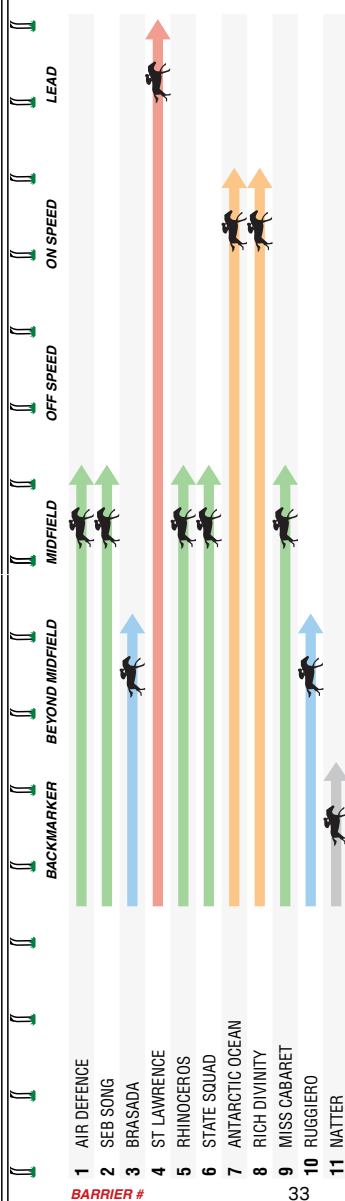 BACKMARKER BEYOND MIDFIELD MIDFIELD OFF SPEED ON SPEED LEAD
1 AIR DEFENCE
2 SEB SONG
3 BRASADA
4 ST LAWRENCE
5 RHINOCEROS
6 STATE SQUAD
7 ANTARCTIC OCEAN
8 RICH DIVINITY
9 MISS CABARET
10 RUGGIERO
11 NATTER
BARRIER #
33